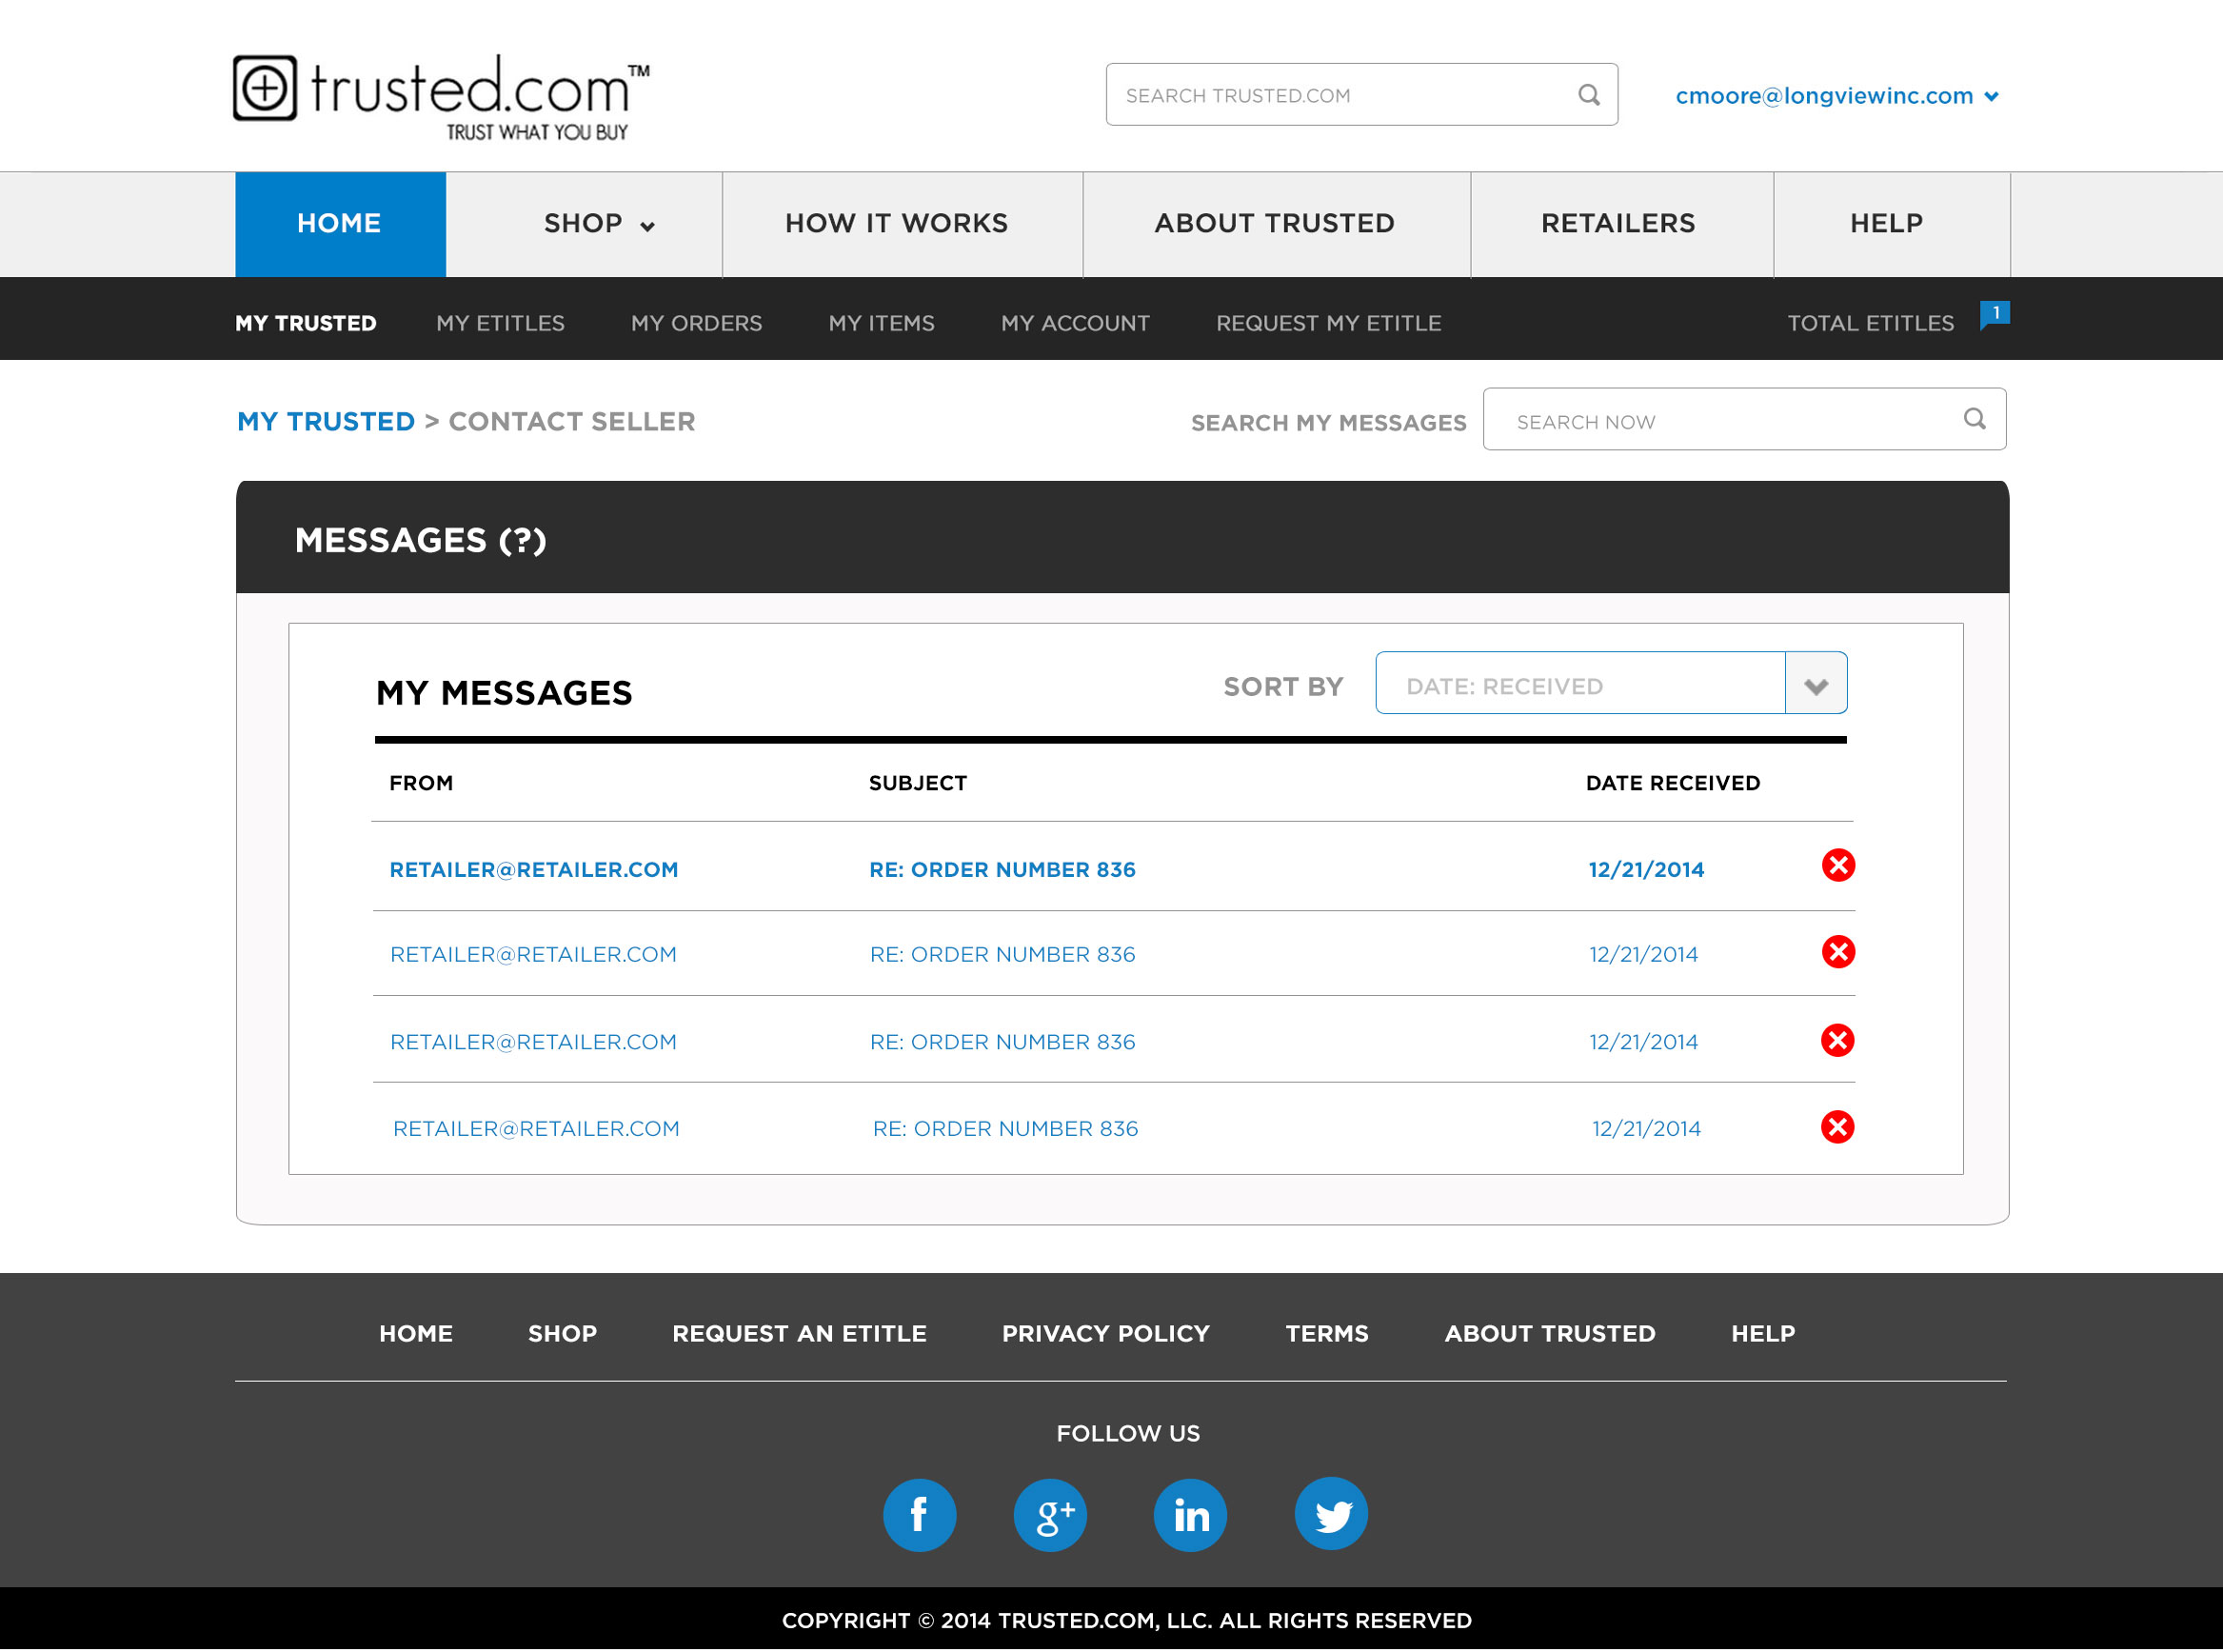 trusted.com™
TRUST WHAT YOU BUY
SEARCH TRUSTED.COM
cmoore@longviewinc.com
HOME SHOP HOW IT WORKS ABOUT TRUSTED RETAILERS HELP
MY TRUSTED MY ETITLES MY ORDERS MY ITEMS MY ACCOUNT REQUEST MY ETITLE TOTAL ETITLES 1
MY TRUSTED > CONTACT SELLER SEARCH MY MESSAGES SEARCH NOW
MESSAGES (?)
MY MESSAGES SORT BY DATE: RECEIVED
FROM SUBJECT DATE RECEIVED
RETAILER@RETAILER.COM RE: ORDER NUMBER 836 12/21/2014
RETAILER@RETAILER.COM RE: ORDER NUMBER 836 12/21/2014
RETAILER@RETAILER.COM RE: ORDER NUMBER 836 12/21/2014
RETAILER@RETAILER.COM RE: ORDER NUMBER 836 12/21/2014
HOME SHOP REQUEST AN ETITLE PRIVACY POLICY TERMS ABOUT TRUSTED HELP
FOLLOW US
f g+ in
COPYRIGHT © 2014 TRUSTED.COM, LLC. ALL RIGHTS RESERVED